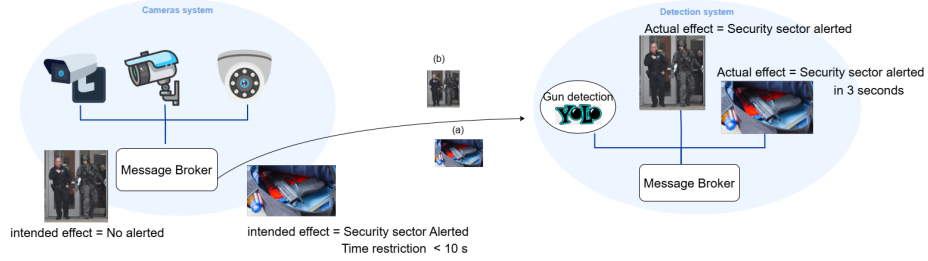 Cameras system
Detection system
Actual effect = Security sector alerted
(b)
Actual effect = Security sector alerted
in 3 seconds
Gun detection
YOLO
(a)
Message Broker
Message Broker
intended effect = No alerted
intended effect = Security sector Alerted
Time restriction < 10 s